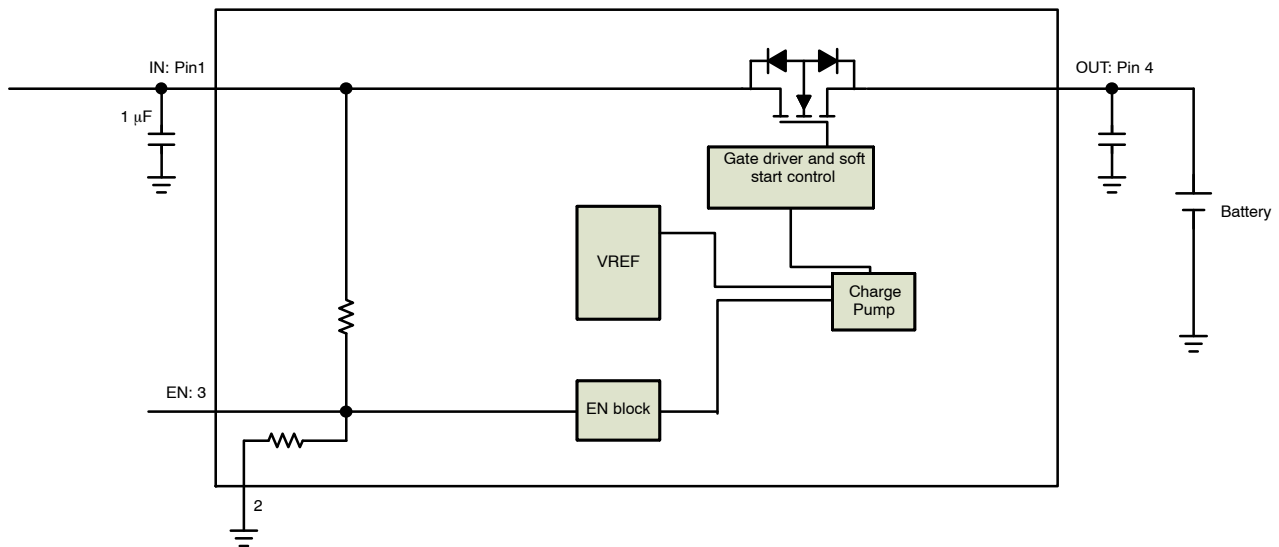 IN: Pin1
OUT: Pin 4
1 μF
Gate driver and soft
start control
Battery
VREF
Charge
Pump
EN: 3
EN block
2